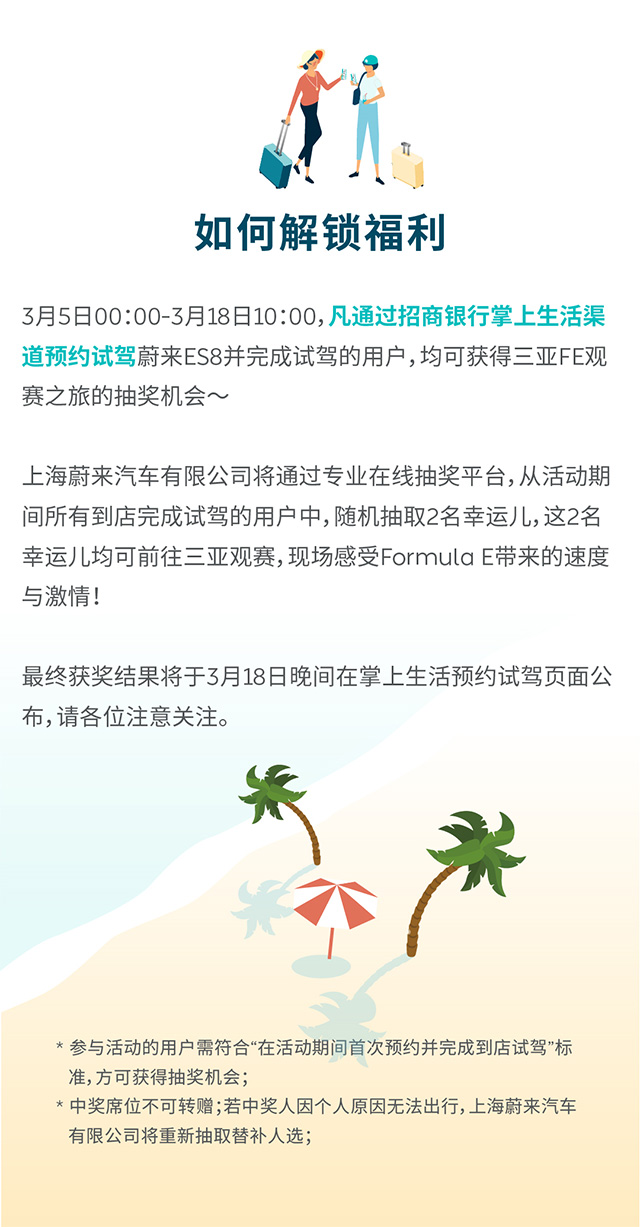 如何解锁福利
3月5日00:00-3月18日10:00,凡通过招商银行掌上生活渠
道预约试驾蔚来ES8并完成试驾的用户,均可获得三亚FE观
赛之旅的抽奖机会～
上海蔚来汽车有限公司将通过专业在线抽奖平台,从活动期
间所有到店完成试驾的用户中,随机抽取2名幸运儿,这2名
幸运儿均可前往三亚观赛,现场感受Formula E带来的速度
与激情!
最终获奖结果将于3月18日晚间在掌上生活预约试驾页面公
布,请各位注意关注。
* 参与活动的用户需符合“在活动期间首次预约并完成到店试驾”标
准,方可获得抽奖机会;
* 中奖席位不可转赠;若中奖人因个人原因无法出行,上海蔚来汽车
有限公司将重新抽取替补人选;